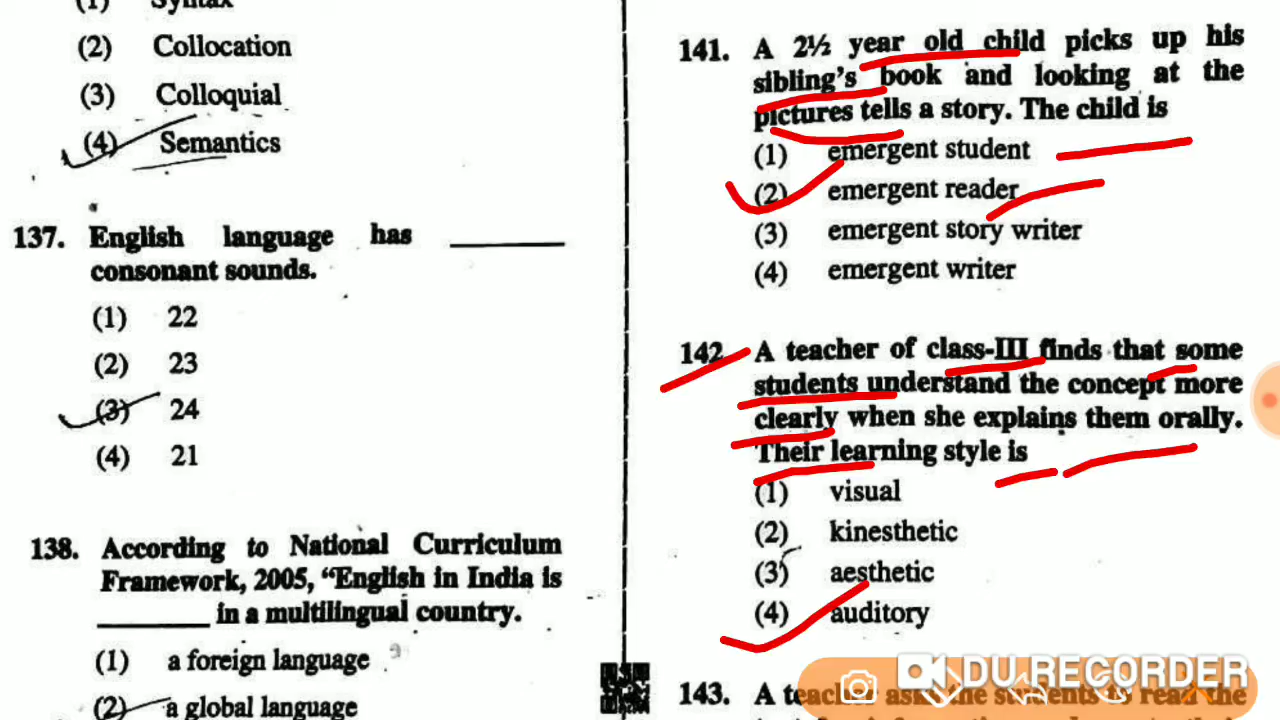 (1) Syntax
(2) Collocation
(3) Colloquial
(4) Semantics
137. English language has ________
consonant sounds.
(1) 22
(2) 23
(3) 24
(4) 21
138. According to National Curriculum
Framework, 2005, “English in India is
________ in a multilingual country.
(1) a foreign language
(2) a global language
141. A 2½ year old child picks up his
sibling's book and looking at the
pictures tells a story. The child is
(1) emergent student
(2) emergent reader
(3) emergent story writer
(4) emergent writer
142. A teacher of class-III finds that some
students understand the concept more
clearly when she explains them orally.
Their learning style is
(1) visual
(2) kinesthetic
(3) aesthetic
(4) auditory
DU RECORDER
143. A teacher asks the students to read the